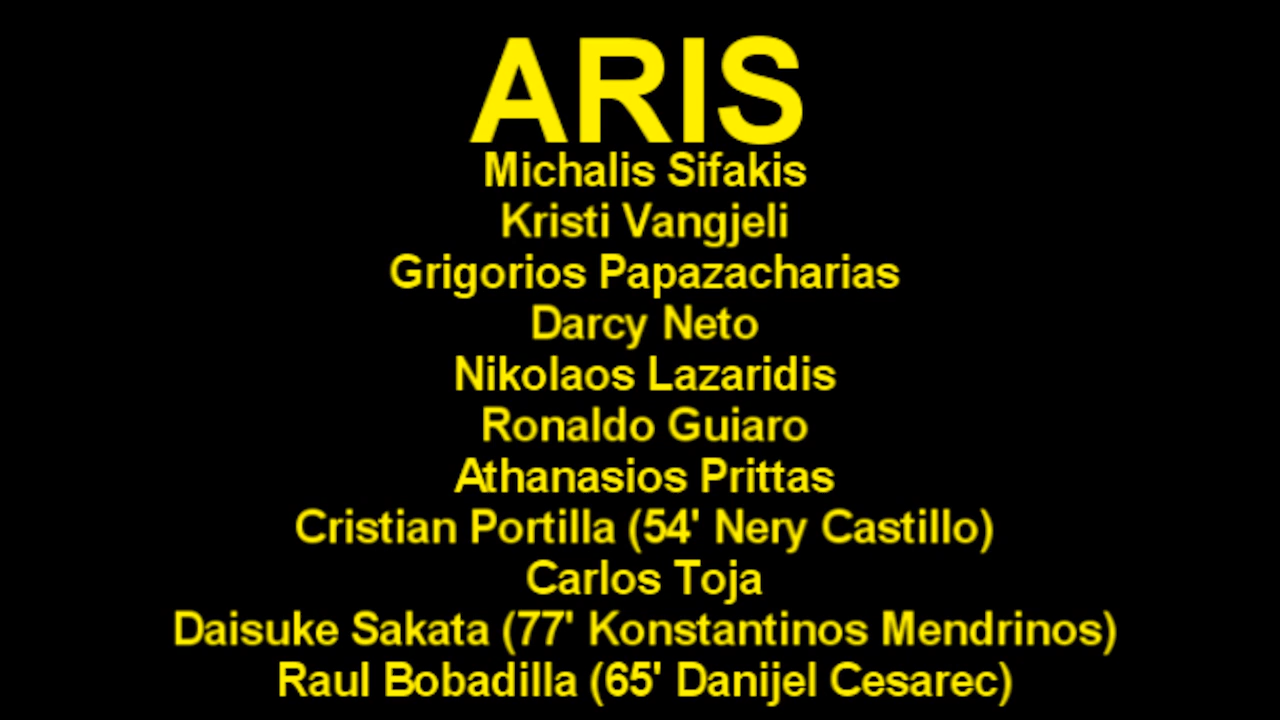 ARIS
Michalis Sifakis
Kristi Vangjeli
Grigorios Papazacharias
Darcy Neto
Nikolaos Lazaridis
Ronaldo Guiaro
Athanasios Prittas
Cristian Portilla (54' Nery Castillo)
Carlos Toja
Daisuke Sakata (77' Konstantinos Mendrinos)
Raul Bobadilla (65' Danijel Cesarec)